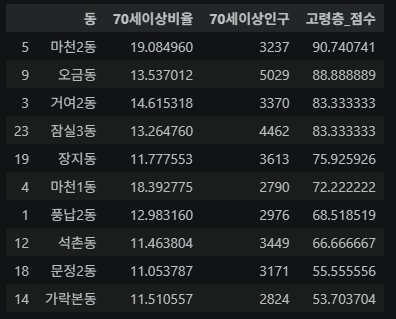 동 70세이상비율 70세이상인구 고령층_점수
5 마천2동 19.084960 3237 90.740741
9 오금동 13.537012 5029 88.888889
3 거여2동 14.615318 3370 83.333333
23 잠실3동 13.264760 4462 83.333333
19 장지동 11.777553 3613 75.925926
4 마천1동 18.392775 2790 72.222222
1 풍납2동 12.983160 2976 68.518519
12 석촌동 11.463804 3449 66.666667
18 문정2동 11.053787 3171 55.555556
14 가락본동 11.510557 2824 53.703704